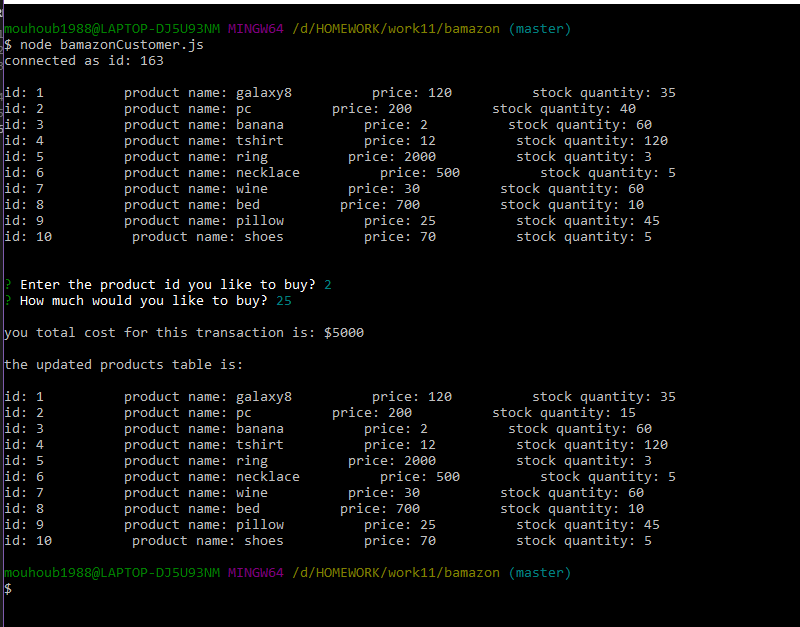 mouhoub1988@LAPTOP-DJ5U93NM MINGW64 /d/HOMEWORK/work11/bamazon (master)
$ node bamazonCustomer.js
connected as id: 163
id: 1 product name: galaxy8 price: 120 stock quantity: 35
id: 2 product name: pc price: 200 stock quantity: 40
id: 3 product name: banana price: 2 stock quantity: 60
id: 4 product name: tshirt price: 12 stock quantity: 120
id: 5 product name: ring price: 2000 stock quantity: 3
id: 6 product name: necklace price: 500 stock quantity: 5
id: 7 product name: wine price: 30 stock quantity: 60
id: 8 product name: bed price: 700 stock quantity: 10
id: 9 product name: pillow price: 25 stock quantity: 45
id: 10 product name: shoes price: 70 stock quantity: 5
? Enter the product id you like to buy? 2
? How much would you like to buy? 25
you total cost for this transaction is: $5000
the updated products table is:
id: 1 product name: galaxy8 price: 120 stock quantity: 35
id: 2 product name: pc price: 200 stock quantity: 15
id: 3 product name: banana price: 2 stock quantity: 60
id: 4 product name: tshirt price: 12 stock quantity: 120
id: 5 product name: ring price: 2000 stock quantity: 3
id: 6 product name: necklace price: 500 stock quantity: 5
id: 7 product name: wine price: 30 stock quantity: 60
id: 8 product name: bed price: 700 stock quantity: 10
id: 9 product name: pillow price: 25 stock quantity: 45
id: 10 product name: shoes price: 70 stock quantity: 5
mouhoub1988@LAPTOP-DJ5U93NM MINGW64 /d/HOMEWORK/work11/bamazon (master)
$